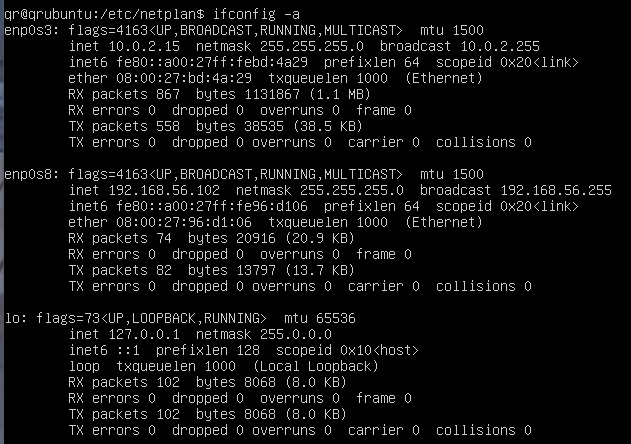 qr@qrubuntu:/etc/netplan$ ifconfig -a
enp0s3: flags=4163<UP,BROADCAST,RUNNING,MULTICAST>  mtu 1500
        inet 10.0.2.15  netmask 255.255.255.0  broadcast 10.0.2.255
        inet6 fe80::a00:27ff:febd:4a29  prefixlen 64  scopeid 0x20<link>
        ether 08:00:27:bd:4a:29  txqueuelen 1000  (Ethernet)
        RX packets 867  bytes 1131867 (1.1 MB)
        RX errors 0  dropped 0  overruns 0  frame 0
        TX packets 558  bytes 38535 (38.5 KB)
        TX errors 0  dropped 0 overruns 0  carrier 0  collisions 0

enp0s8: flags=4163<UP,BROADCAST,RUNNING,MULTICAST>  mtu 1500
        inet 192.168.56.102  netmask 255.255.255.0  broadcast 192.168.56.255
        inet6 fe80::a00:27ff:fe96:d106  prefixlen 64  scopeid 0x20<link>
        ether 08:00:27:96:d1:06  txqueuelen 1000  (Ethernet)
        RX packets 74  bytes 20916 (20.9 KB)
        RX errors 0  dropped 0  overruns 0  frame 0
        TX packets 82  bytes 13797 (13.7 KB)
        TX errors 0  dropped 0 overruns 0  carrier 0  collisions 0

lo: flags=73<UP,LOOPBACK,RUNNING>  mtu 65536
        inet 127.0.0.1  netmask 255.0.0.0
        inet6 ::1  prefixlen 128  scopeid 0x10<host>
        loop  txqueuelen 1000  (Local Loopback)
        RX packets 102  bytes 8068 (8.0 KB)
        RX errors 0  dropped 0  overruns 0  frame 0
        TX packets 102  bytes 8068 (8.0 KB)
        TX errors 0  dropped 0 overruns 0  carrier 0  collisions 0